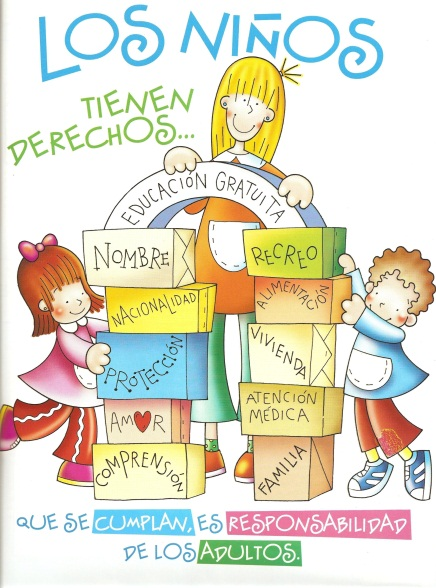 LOS NIÑOS
TIENEN
DERECHOS...
EDUCACIÓN GRATUITA
NOMBRE
NACIONALIDAD
PROTECCIÓN
AMOR
COMPRENSIÓN
RECREO
ALIMENTACIÓN
VIVIENDA
ATENCIÓN
MÉDICA
FAMILIA
QUE SE CUMPLAN, ES RESPONSABILIDAD
DE LOS ADULTOS.